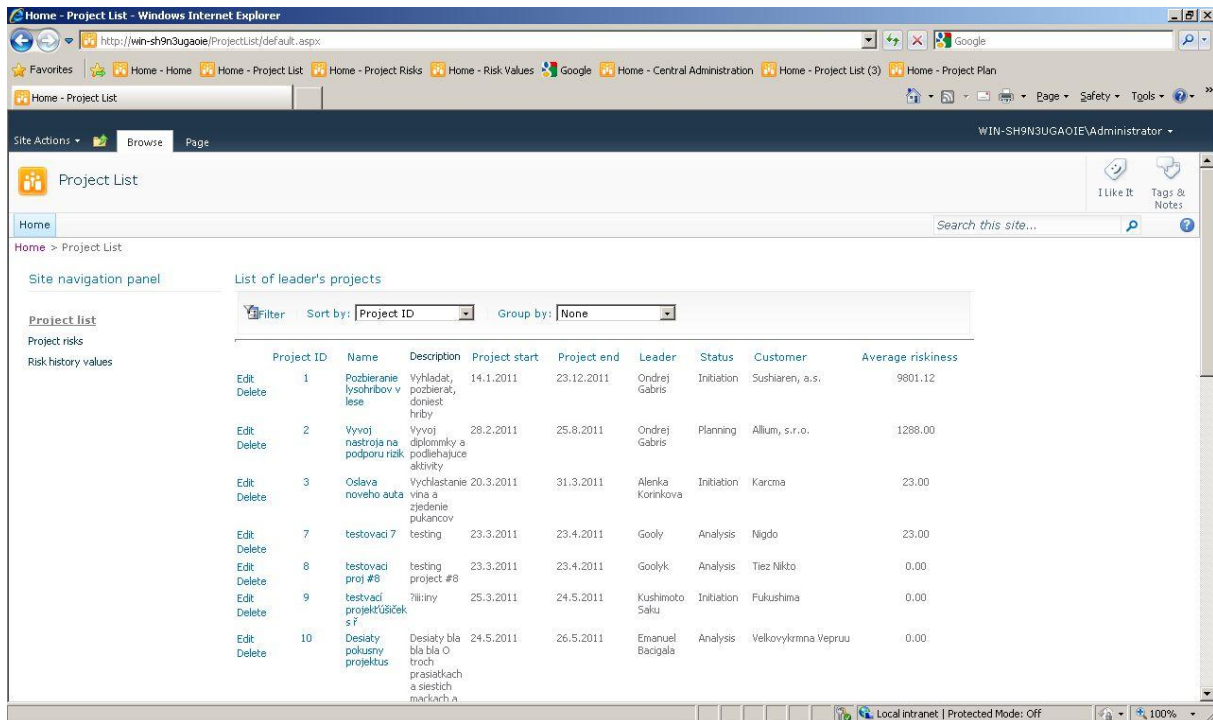 Home - Project List - Windows Internet Explorer
http://win-sh9n3ugaoie/ProjectList/default.aspx
Google
Favorites Home - Home Home - Project List Home - Project Risks Home - Risk Values Google Home - Central Administration Home - Project List (3) Home - Project Plan
Home - Project List
Page Safety Tools
Site Actions Browse Page WIN-SH9N3UGAOIE\Administrator
Project List
I Like It Tags & Notes
Home Search this site...
Home > Project List
Site navigation panel
Project list
Project risks
Risk history values
List of leader's projects
Filter Sort by: Project ID Group by: None
Project ID Name Description Project start Project end Leader Status Customer Average riskiness
Edit Delete 1 Pozbieranie lysohribov v lese Vyhladat, pozbierat, doniest hriby 14.1.2011 23.12.2011 Ondrej Gabris Initiation Sushiaren, a.s. 9801.12
Edit Delete 2 Vyvoj nastroja na podporu rizik Vyvoj diplommky a podliehajuce aktivity 28.2.2011 25.8.2011 Ondrej Gabris Planning Allium, s.r.o. 1288.00
Edit Delete 3 Oslava noveho auta Vychlastanie vina a zjedenie pukancov 20.3.2011 31.3.2011 Alenka Korinkova Initiation Karcma 23.00
Edit Delete 7 testovaci 7 testing 23.3.2011 23.4.2011 Gooly Analysis Nigdo 23.00
Edit Delete 8 testovaci proj #8 testing project #8 23.3.2011 23.4.2011 Goolyk Analysis Tiez Nikto 0.00
Edit Delete 9 testvací projekťúšiček s ř ?iii:iny 25.3.2011 24.5.2011 Kushimoto Saku Initiation Fukushima 0.00
Edit Delete 10 Desiaty pokusny projektus Desiaty bla bla bla O troch prasiatkach a siestich mackach a 24.5.2011 26.5.2011 Emanuel Bacigala Analysis Velkovykrmna Vepruu 0.00
Local intranet | Protected Mode: Off 100%